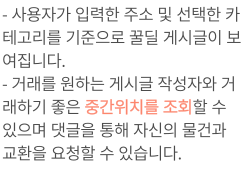 - 사용자가 입력한 주소 및 선택한 카
테고리를 기준으로 꿀딜 게시글이 보
여집니다.
- 거래를 원하는 게시글 작성자와 거
래하기 좋은 중간위치를 조회할 수
있으며 댓글을 통해 자신의 물건과
교환을 요청할 수 있습니다.